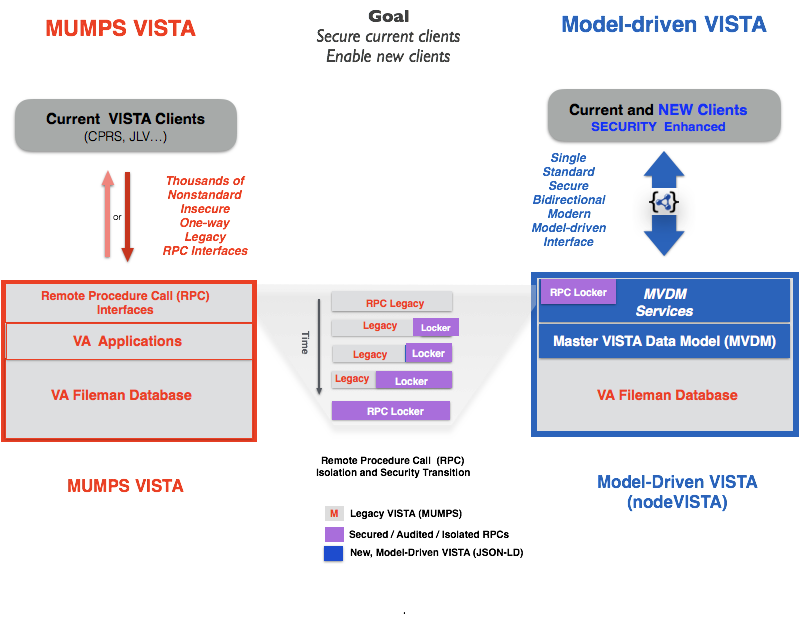 MUMPS VISTA
Goal
Secure current clients
Enable new clients
Model-driven VISTA
Current VISTA Clients
(CPRS, JLV...)
Current and NEW Clients
SECURITY Enhanced
or
Thousands of
Nonstandard
Insecure
One-way
Legacy
RPC Interfaces
Single
Standard
Secure
Bidirectional
Modern
Model-driven
Interface
{ }
Remote Procedure Call (RPC)
Interfaces
VA Applications
VA Fileman Database
Time
RPC Legacy
Legacy Locker
Legacy Locker
Legacy Locker
RPC Locker
RPC Locker
MVDM
Services
Master VISTA Data Model (MVDM)
VA Fileman Database
Remote Procedure Call (RPC)
Isolation and Security Transition
MUMPS VISTA
Model-Driven VISTA
(nodeVISTA)
M Legacy VISTA (MUMPS)
Secured / Audited / Isolated RPCs
New, Model-Driven VISTA (JSON-LD)
.